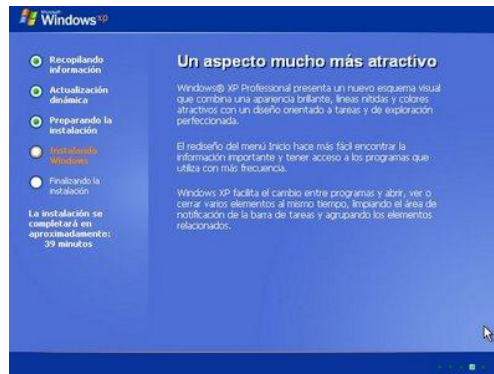 Microsoft
Windows xp
Recopilando
información
Actualización
dinámica
Preparando la
instalación
Instalando
Windows
Finalizando la
instalación
La instalación se
completará en
aproximadamente:
39 minutos
Un aspecto mucho más atractivo
Windows® XP Professional presenta un nuevo esquema visual
que combina una apariencia brillante, líneas nítidas y colores
atractivos con un diseño orientado a tareas y de exploración
perfeccionada.
El rediseño del menú Inicio hace más fácil encontrar la
información importante y tener acceso a los programas que
utiliza con más frecuencia.
Windows XP facilita el cambio entre programas y abrir, ver o
cerrar varios elementos al mismo tiempo, limpiando el área de
notificación de la barra de tareas y agrupando los elementos
relacionados.